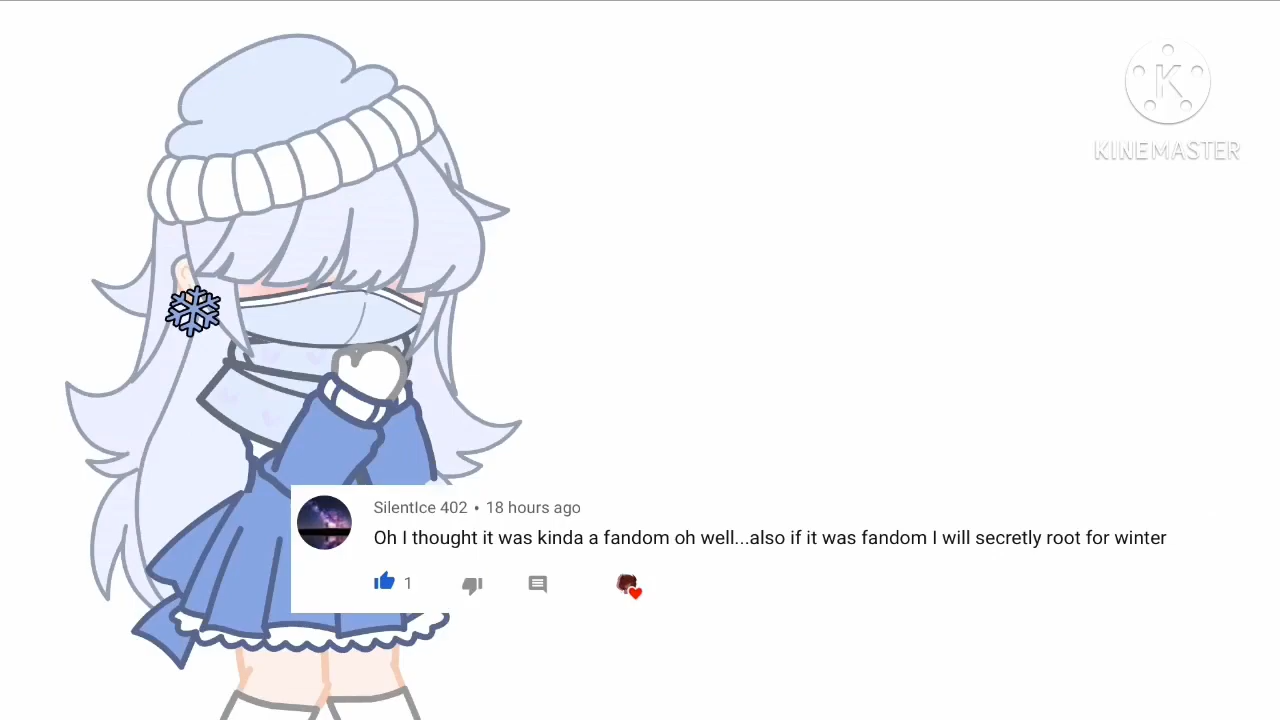 K
KINEMASTER
SilentIce 402 • 18 hours ago
Oh I thought it was kinda a fandom oh well...also if it was fandom I will secretly root for winter
1